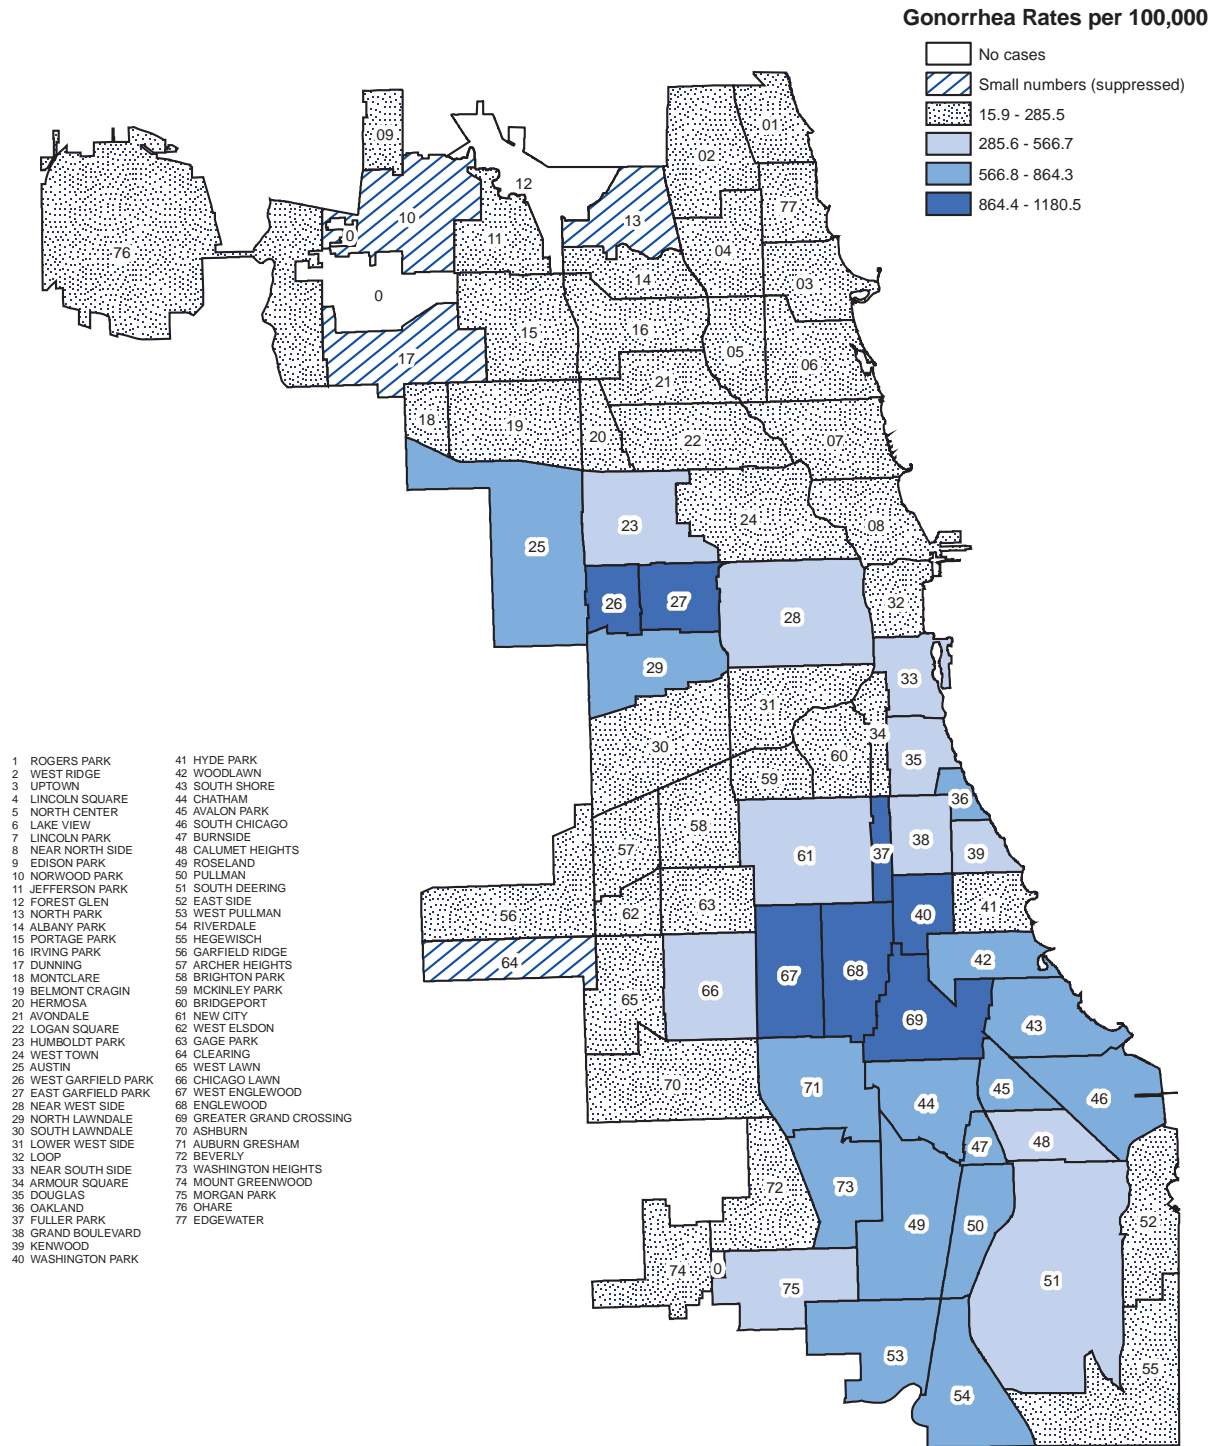 Gonorrhea Rates per 100,000
No cases
Small numbers (suppressed)
15.9 - 285.5
285.6 - 566.7
566.8 - 864.3
864.4 - 1180.5
01
09
02
12
10
77
13
0
11
04
76
14
03
0
16
15
05
17
06
21
18
19
20
22
07
24
23
08
25
26
27
32
28
29
33
31
34
30
60
35
59
36
58
38
57
61
37
39
63
41
56
62
40
42
64
67
68
66
65
69
43
70
71
45
46
44
48
47
72
73
52
49
50
74
0
51
75
53
55
54
1 ROGERS PARK
2 WEST RIDGE
3 UPTOWN
4 LINCOLN SQUARE
5 NORTH CENTER
6 LAKE VIEW
7 LINCOLN PARK
8 NEAR NORTH SIDE
9 EDISON PARK
10 NORWOOD PARK
11 JEFFERSON PARK
12 FOREST GLEN
13 NORTH PARK
14 ALBANY PARK
15 PORTAGE PARK
16 IRVING PARK
17 DUNNING
18 MONTCLARE
19 BELMONT CRAGIN
20 HERMOSA
21 AVONDALE
22 LOGAN SQUARE
23 HUMBOLDT PARK
24 WEST TOWN
25 AUSTIN
26 WEST GARFIELD PARK
27 EAST GARFIELD PARK
28 NEAR WEST SIDE
29 NORTH LAWNDALE
30 SOUTH LAWNDALE
31 LOWER WEST SIDE
32 LOOP
33 NEAR SOUTH SIDE
34 ARMOUR SQUARE
35 DOUGLAS
36 OAKLAND
37 FULLER PARK
38 GRAND BOULEVARD
39 KENWOOD
40 WASHINGTON PARK
41 HYDE PARK
42 WOODLAWN
43 SOUTH SHORE
44 CHATHAM
45 AVALON PARK
46 SOUTH CHICAGO
47 BURNSIDE
48 CALUMET HEIGHTS
49 ROSELAND
50 PULLMAN
51 SOUTH DEERING
52 EAST SIDE
53 WEST PULLMAN
54 RIVERDALE
55 HEGEWISCH
56 GARFIELD RIDGE
57 ARCHER HEIGHTS
58 BRIGHTON PARK
59 MCKINLEY PARK
60 BRIDGEPORT
61 NEW CITY
62 WEST ELSDON
63 GAGE PARK
64 CLEARING
65 WEST LAWN
66 CHICAGO LAWN
67 WEST ENGLEWOOD
68 ENGLEWOOD
69 GREATER GRAND CROSSING
70 ASHBURN
71 AUBURN GRESHAM
72 BEVERLY
73 WASHINGTON HEIGHTS
74 MOUNT GREENWOOD
75 MORGAN PARK
76 OHARE
77 EDGEWATER